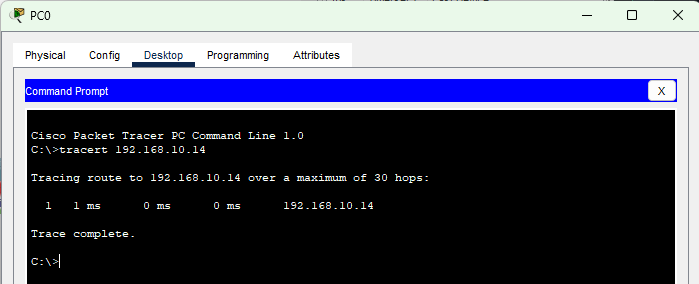 PC0
Physical Config Desktop Programming Attributes
Command Prompt X
Cisco Packet Tracer PC Command Line 1.0
C:\>tracert 192.168.10.14
Tracing route to 192.168.10.14 over a maximum of 30 hops:
1 1 ms 0 ms 0 ms 192.168.10.14
Trace complete.
C:\>